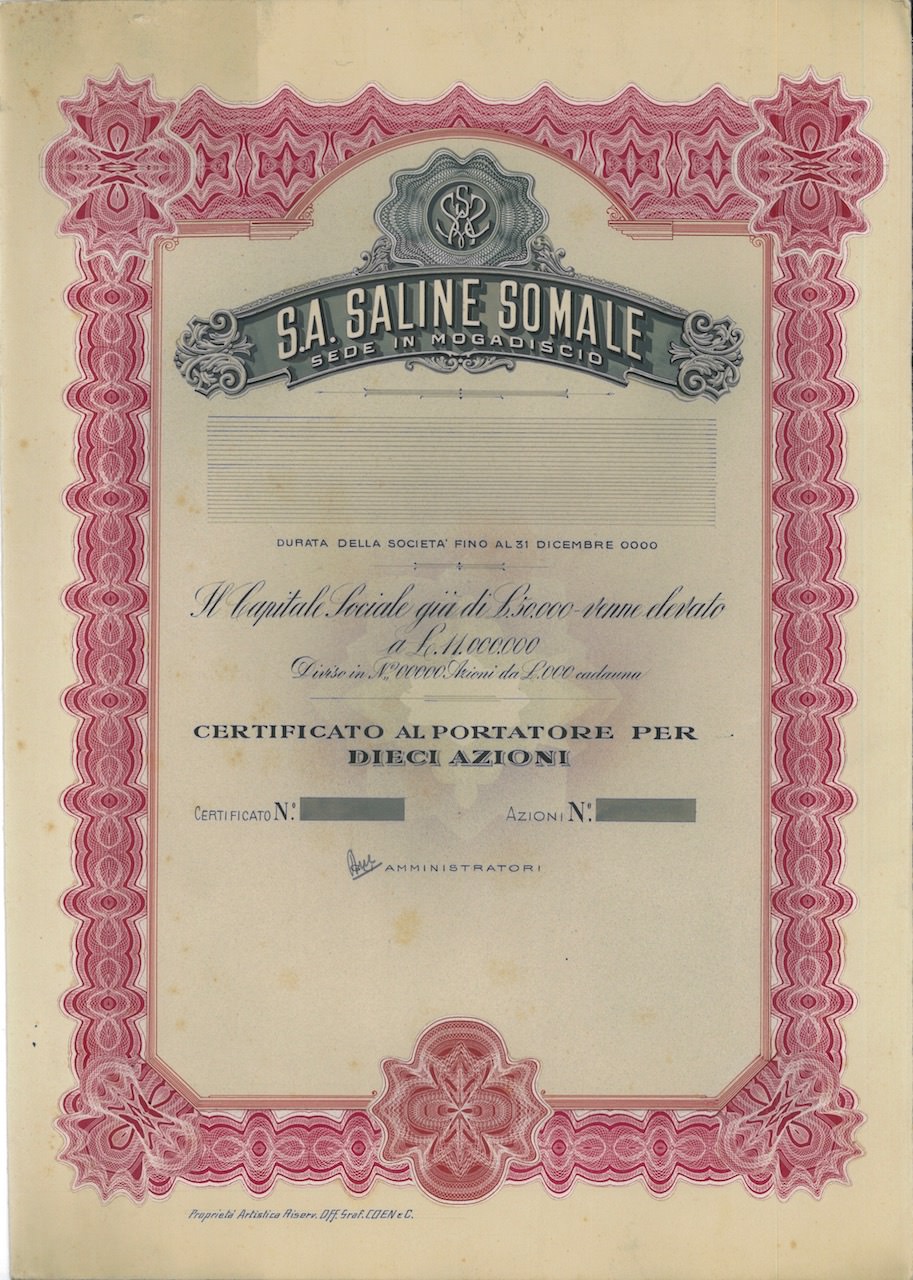 S.A. SALINE SOMALE
SEDE IN MOGADISCIO
DURATA DELLA SOCIETA' FINO AL 31 DICEMBRE 0000
Il Capitale Sociale già di L. 50.000 - venne elevato
a L. 11.000.000
Diviso in N.º 00000 Azioni da L. 000 cadauna
CERTIFICATO AL PORTATORE PER
DIECI AZIONI
CERTIFICATO N.º AZIONI N.º
AMMINISTRATORI
Proprietà Artistica Riserv. Off. Graf. COEN e C.